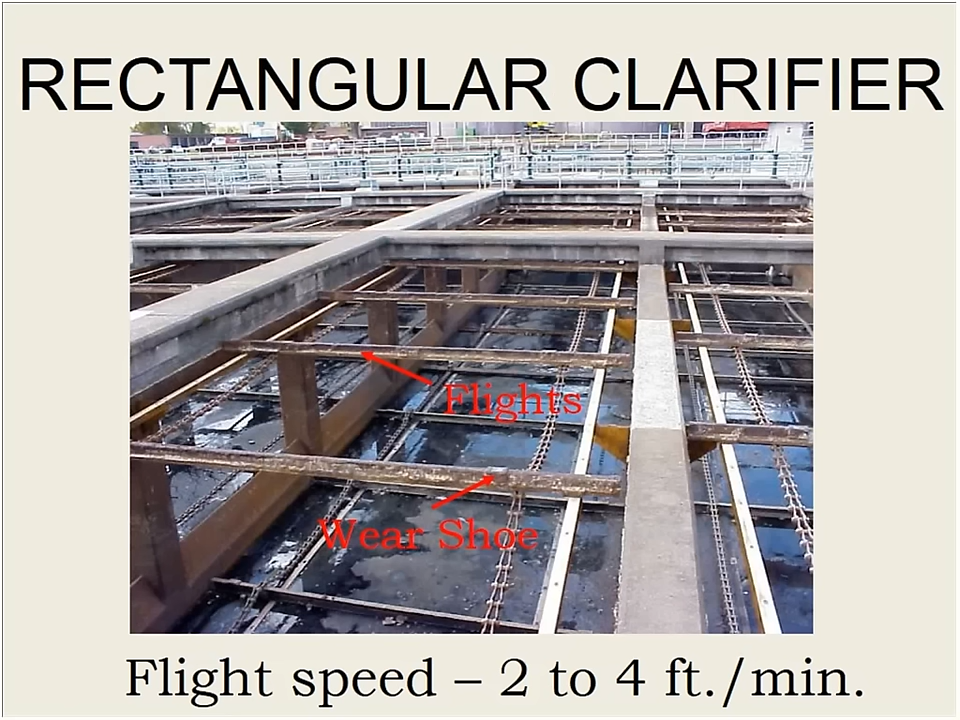 RECTANGULAR CLARIFIER
Flights
Wear Shoe
Flight speed – 2 to 4 ft./min.